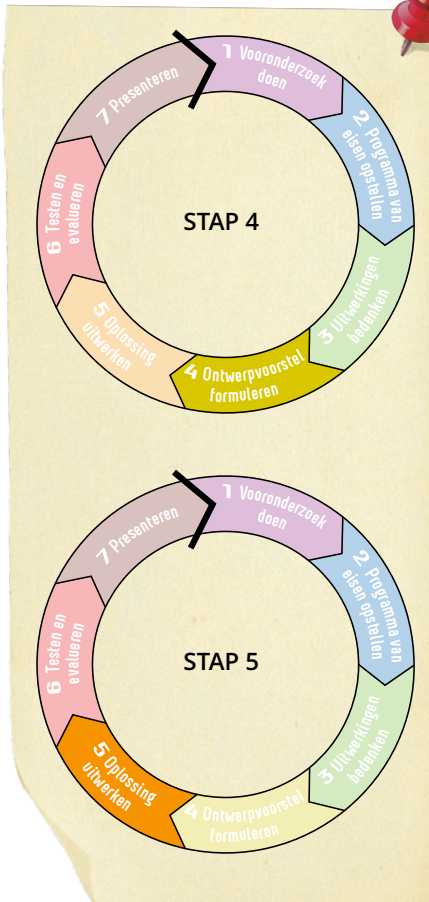 1 Vooronderzoek
doen
2 Programma van
eisen opstellen
3 Uitwerkingen
bedenken
4 Ontwerpvoorstel
formuleren
5 Oplossing
uitwerken
6 Testen en
evalueren
7 Presenteren
STAP 4
1 Vooronderzoek
doen
2 Programma van
eisen opstellen
3 Uitwerkingen
bedenken
4 Ontwerpvoorstel
formuleren
5 Oplossing
uitwerken
6 Testen en
evalueren
7 Presenteren
STAP 5